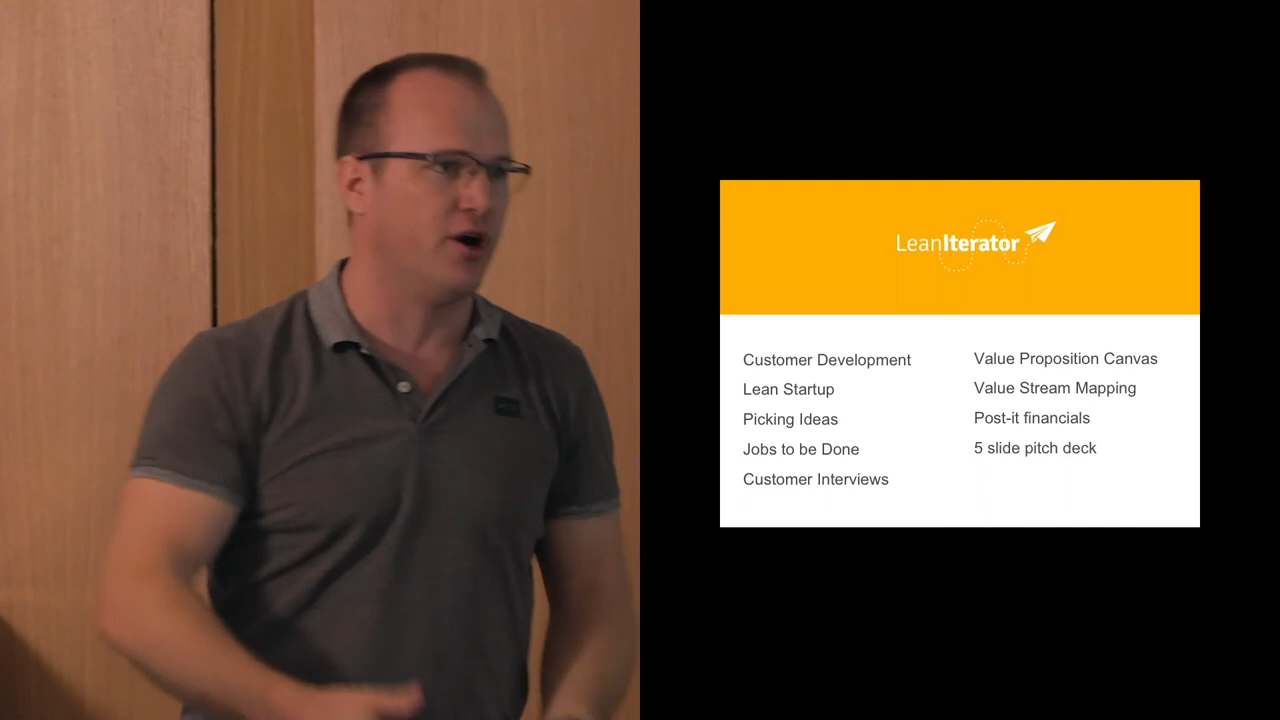 LeanIterator
Customer Development
Lean Startup
Picking Ideas
Jobs to be Done
Customer Interviews
Value Proposition Canvas
Value Stream Mapping
Post-it financials
5 slide pitch deck